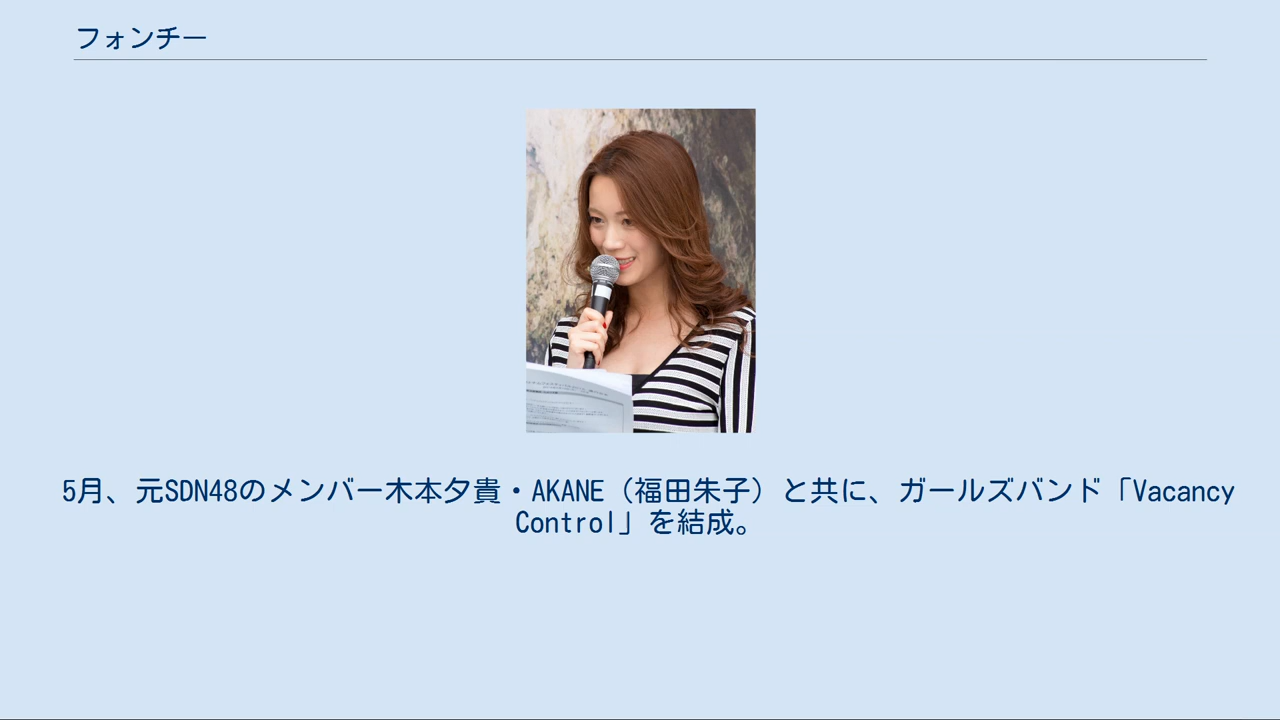 フォンチー
5月、元SDN48のメンバー木本夕貴・AKANE（福田朱子）と共に、ガールズバンド「Vacancy
Control」を結成。